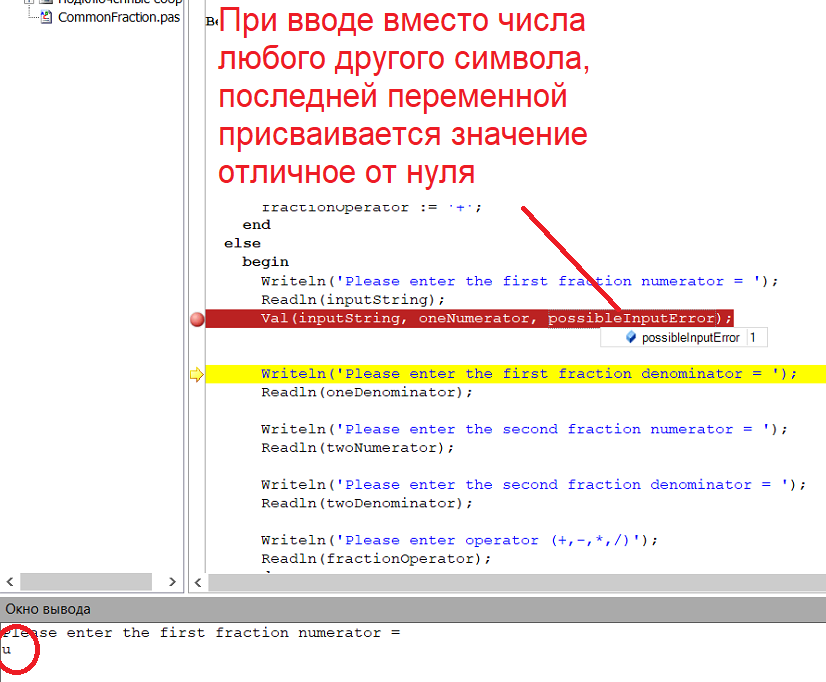 Подключенные сбор
CommonFraction.pas
При вводе вместо числа
любого другого символа,
последней переменной
присваивается значение
отличное от нуля
fractionOperator := '+';
end
else
begin
Writeln('Please enter the first fraction numerator = ');
Readln(inputString);
Val(inputString, oneNumerator, possibleInputError);
possibleInputError 1
Writeln('Please enter the first fraction denominator = ');
Readln(oneDenominator);
Writeln('Please enter the second fraction numerator = ');
Readln(twoNumerator);
Writeln('Please enter the second fraction denominator = ');
Readln(twoDenominator);
Writeln('Please enter operator (+,-,*,/)');
Readln(fractionOperator);
Окно вывода
Please enter the first fraction numerator =
u